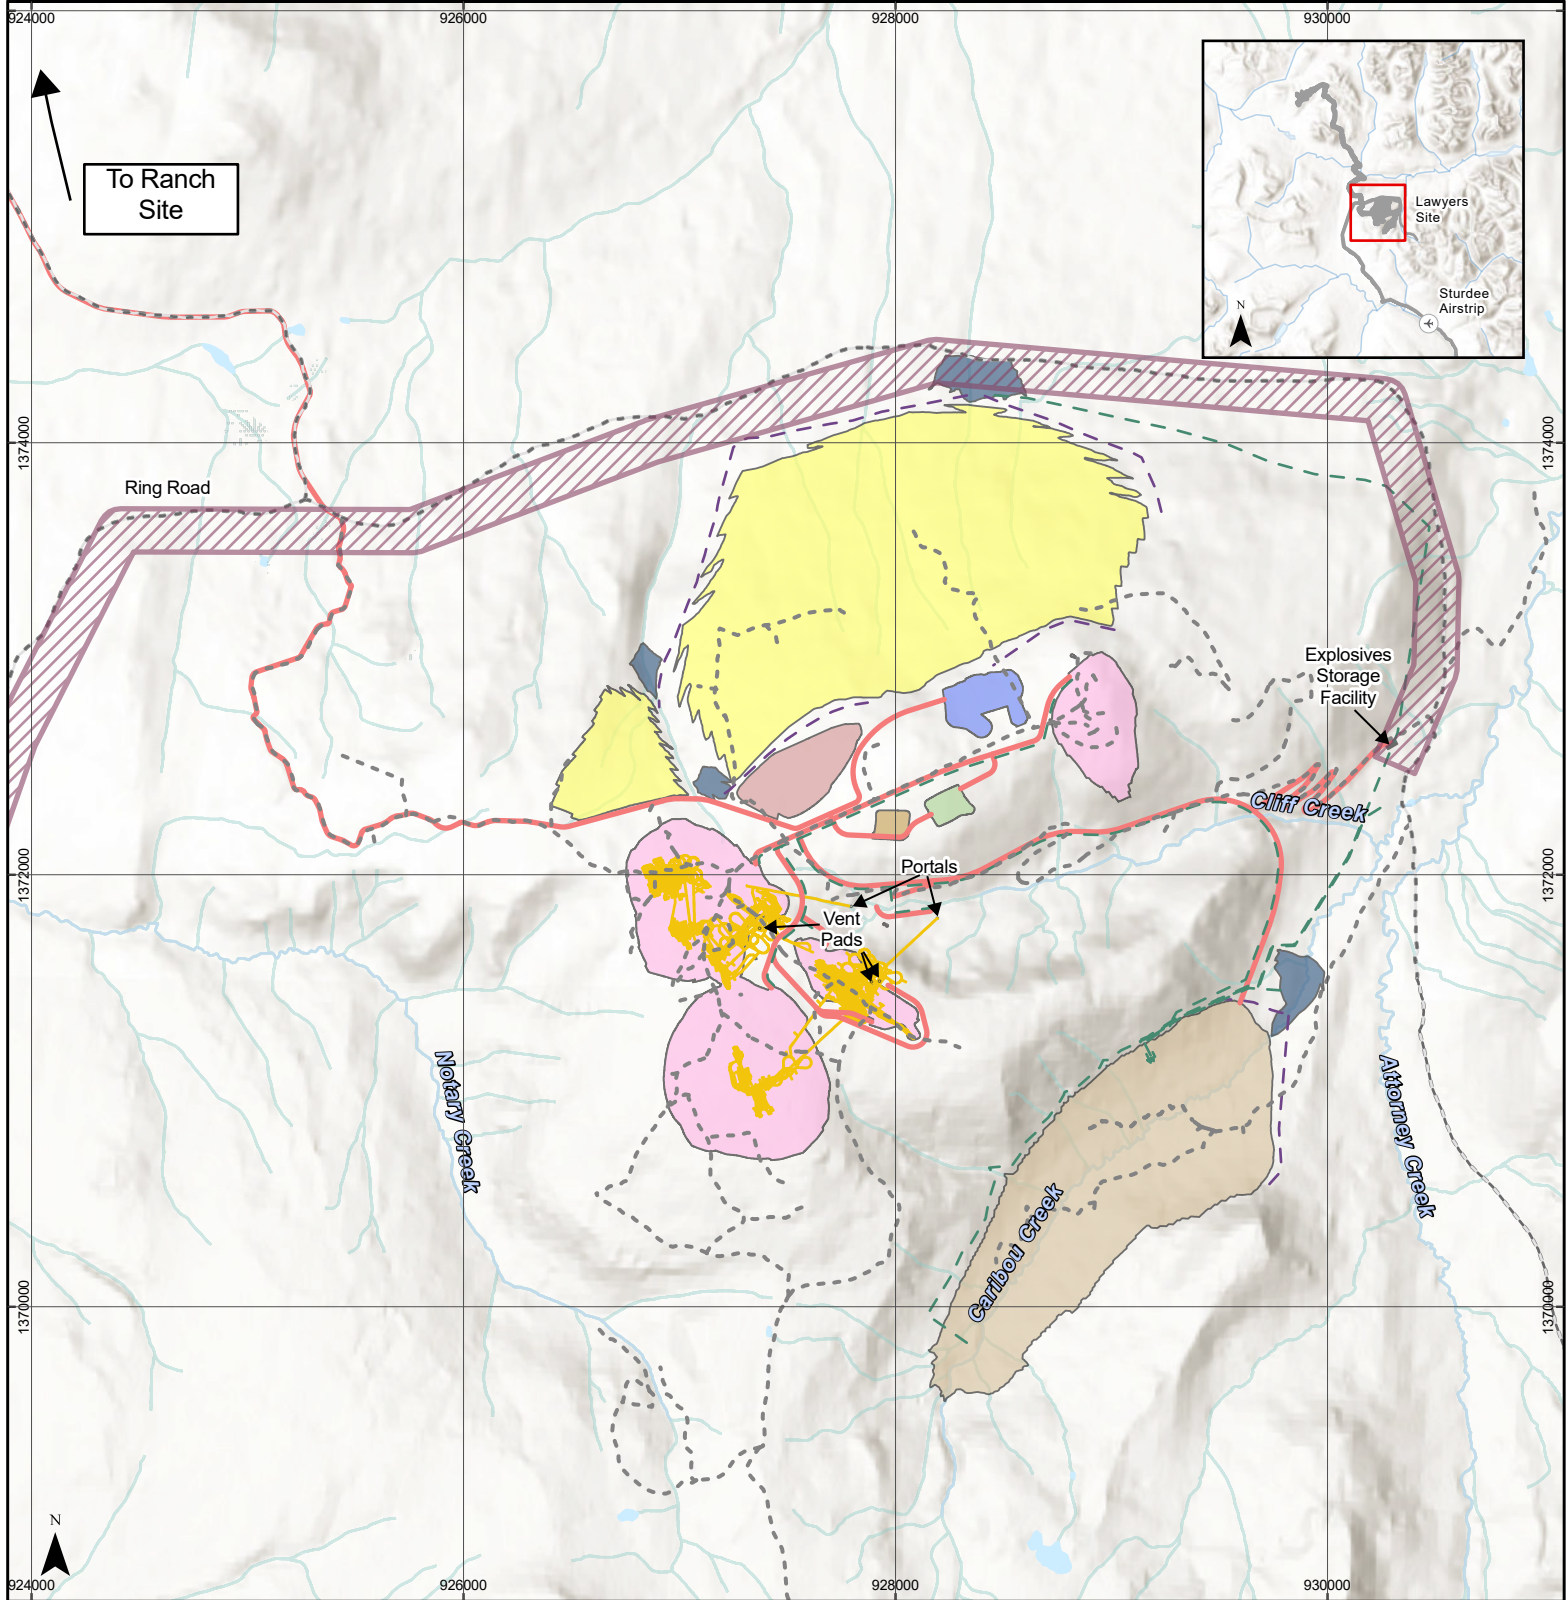 924000
926000
928000
930000
To Ranch
Site
N
Lawyers
Site
Sturdee
Airstrip
1374000
1374000
Ring Road
Explosives
Storage
Facility
Cliff Creek
1372000
1372000
Portals
Vent
Pads
Notary Creek
Attorney Creek
Caribou Creek
1370000
1370000
N
924000
926000
928000
930000